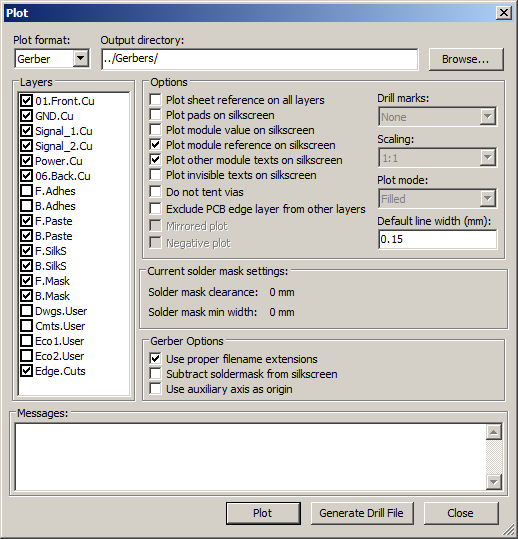 Plot
Plot format:
Output directory:
Gerber
../Gerbers/
Browse...
Layers
01.Front.Cu
GND.Cu
Signal_1.Cu
Signal_2.Cu
Power.Cu
06.Back.Cu
F.Adhes
B.Adhes
F.Paste
B.Paste
F.SilkS
B.SilkS
F.Mask
B.Mask
Dwgs.User
Cmts.User
Eco1.User
Eco2.User
Edge.Cuts
Options
Plot sheet reference on all layers
Plot pads on silkscreen
Plot module value on silkscreen
Plot module reference on silkscreen
Plot other module texts on silkscreen
Plot invisible texts on silkscreen
Do not tent vias
Exclude PCB edge layer from other layers
Mirrored plot
Negative plot
Drill marks:
None
Scaling:
1:1
Plot mode:
Filled
Default line width (mm):
0.15
Current solder mask settings:
Solder mask clearance: 0 mm
Solder mask min width: 0 mm
Gerber Options
Use proper filename extensions
Subtract soldermask from silkscreen
Use auxiliary axis as origin
Messages:
Plot
Generate Drill File
Close